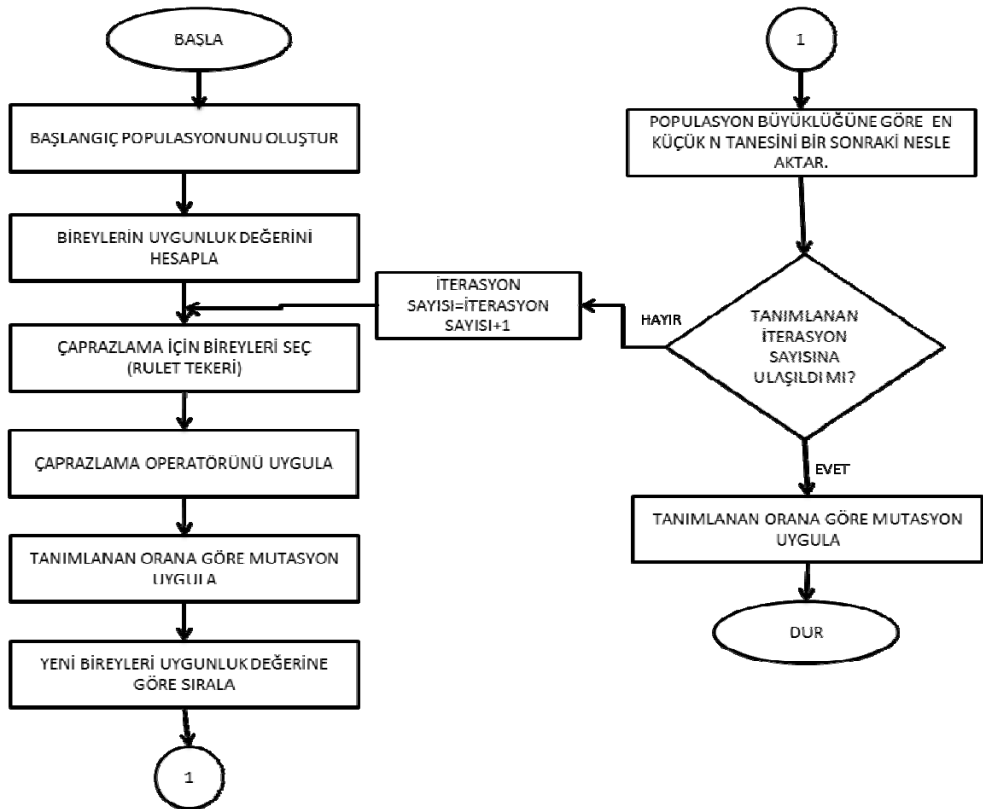 BAŞLA
BAŞLANGIÇ POPULASYONUNU OLUŞTUR
BİREYLERİN UYGUNLUK DEĞERİNİ
HESAPLA
ÇAPRAZLAMA İÇİN BİREYLERİ SEÇ
(RULET TEKERİ)
ÇAPRAZLAMA OPERATÖRÜNÜ UYGULA
TANIMLANAN ORANA GÖRE MUTASYON
UYGULA
YENİ BİREYLERİ UYGUNLUK DEĞERİNE
GÖRE SIRALA
1
1
POPULASYON BÜYÜKLÜĞÜNE GÖRE EN
KÜÇÜK N TANESİNİ BİR SONRAKİ NESLE
AKTAR.
TANIMLANAN
İTERASYON
SAYISINA
ULAŞILDI MI?
HAYIR
İTERASYON
SAYISI=İTERASYON
SAYISI+1
EVET
TANIMLANAN ORANA GÖRE MUTASYON
UYGULA
DUR